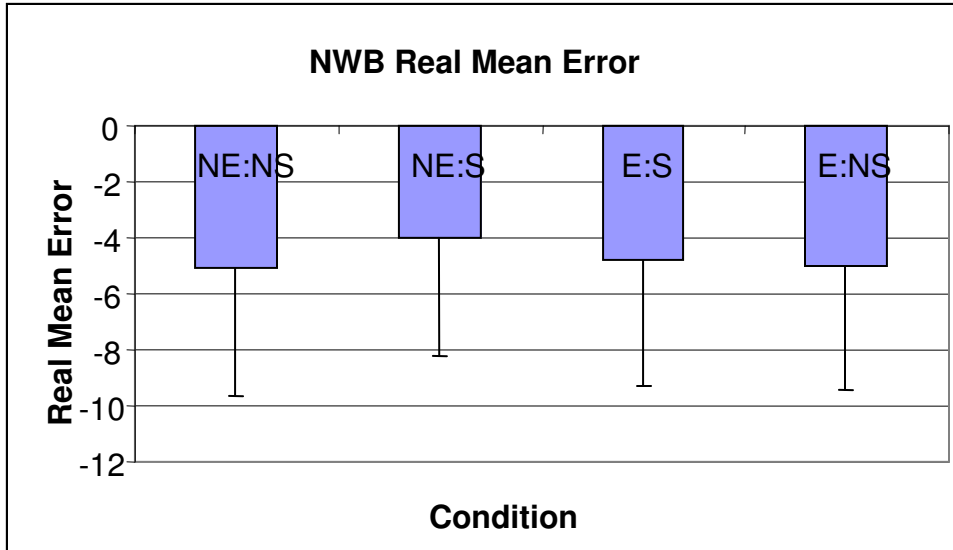 NWB Real Mean Error
0
-2
-4
-6
-8
-10
-12
Real Mean Error
NE:NS NE:S E:S E:NS
Condition